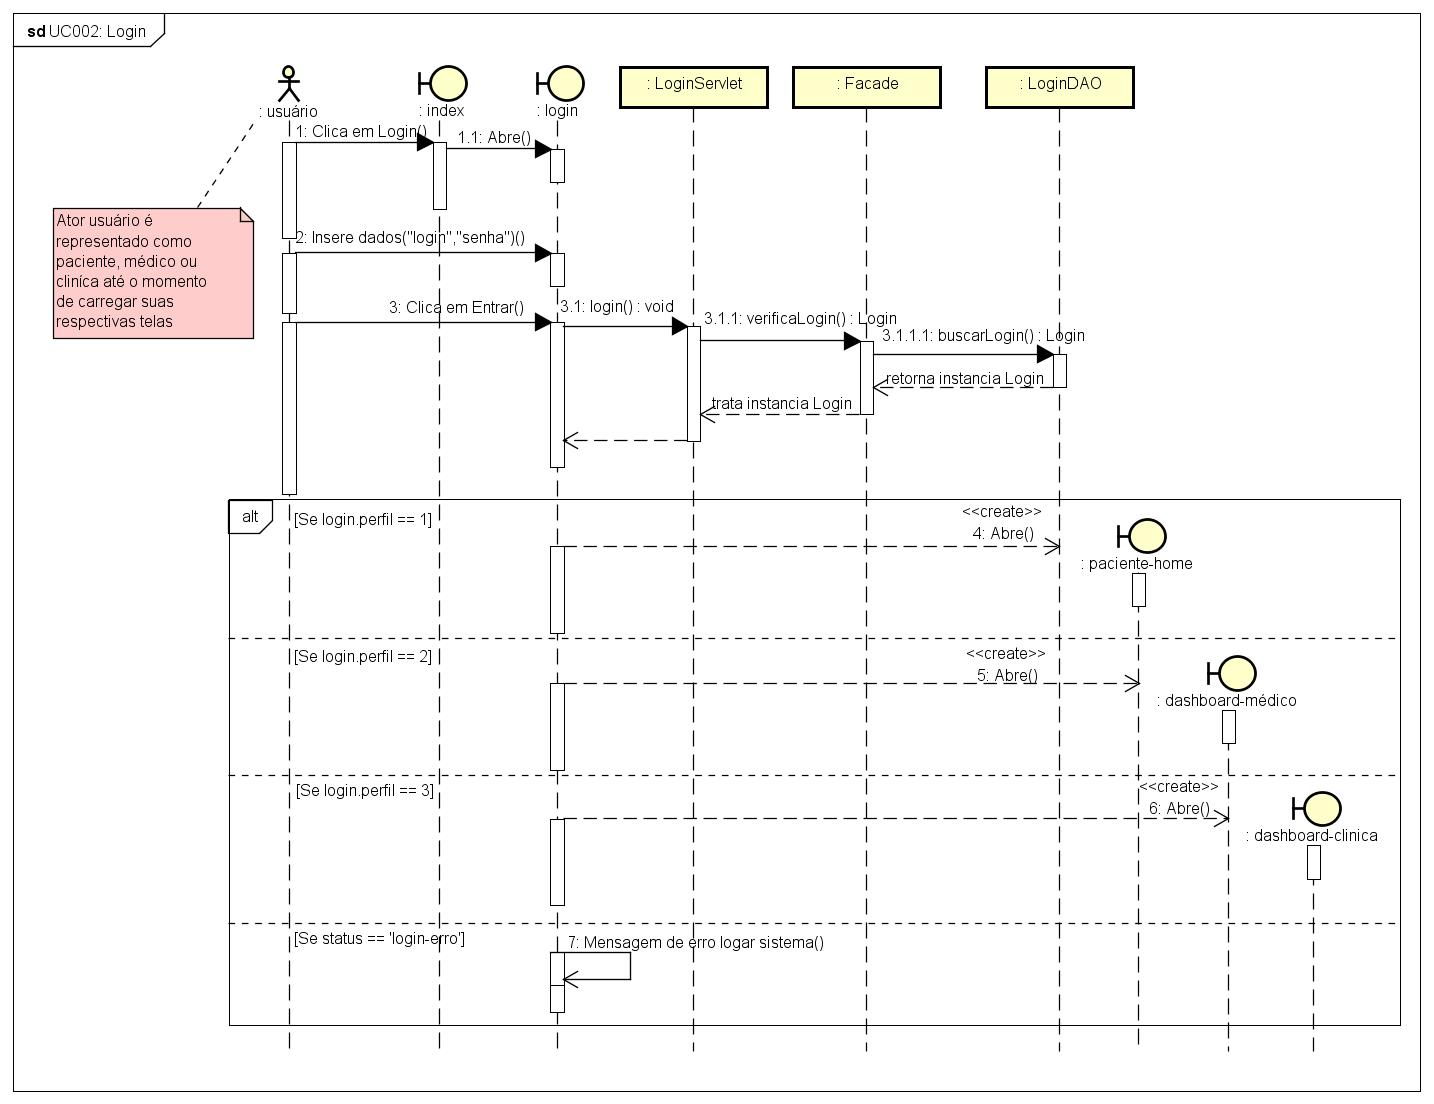 sd UC002: Login
: usuário
: index
: login
: LoginServlet
: Facade
: LoginDAO
1: Clica em Login()
1.1: Abre()
Ator usuário é
representado como
paciente, médico ou
cliníca até o momento
de carregar suas
respectivas telas
2: Insere dados("login","senha")()
3: Clica em Entrar()
3.1: login() : void
3.1.1: verificaLogin() : Login
3.1.1.1: buscarLogin() : Login
retorna instancia Login
trata instancia Login
alt
[Se login.perfil == 1]
<<create>>
4: Abre()
: paciente-home
[Se login.perfil == 2]
<<create>>
5: Abre()
: dashboard-médico
[Se login.perfil == 3]
<<create>>
6: Abre()
: dashboard-clinica
[Se status == 'login-erro']
7: Mensagem de erro logar sistema()